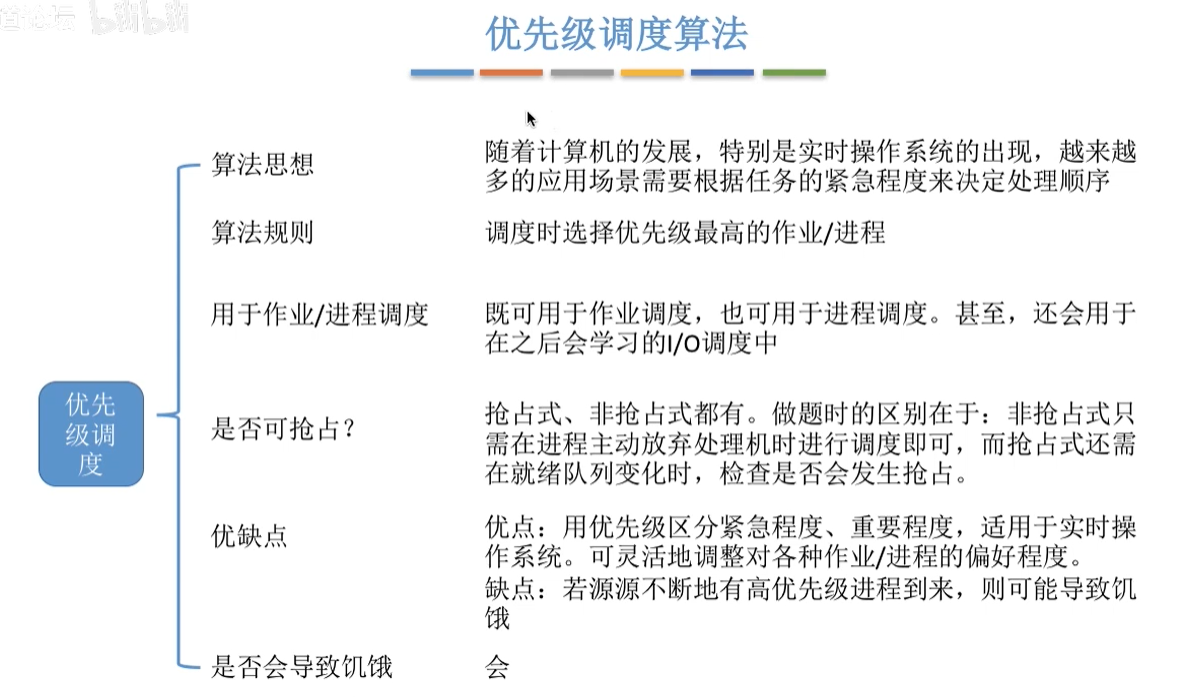 道论坛 bilibili
优先级调度算法
算法思想
随着计算机的发展，特别是实时操作系统的出现，越来越
多的应用场景需要根据任务的紧急程度来决定处理顺序
算法规则
调度时选择优先级最高的作业/进程
用于作业/进程调度
既可用于作业调度，也可用于进程调度。甚至，还会用于
在之后会学习的I/O调度中
优先
级调
度
是否可抢占？
抢占式、非抢占式都有。做题时的区别在于：非抢占式只
需在进程主动放弃处理机时进行调度即可，而抢占式还需
在就绪队列变化时，检查是否会发生抢占。
优缺点
优点：用优先级区分紧急程度、重要程度，适用于实时操
作系统。可灵活地调整对各种作业/进程的偏好程度。
缺点：若源源不断地有高优先级进程到来，则可能导致饥
饿
是否会导致饥饿
会